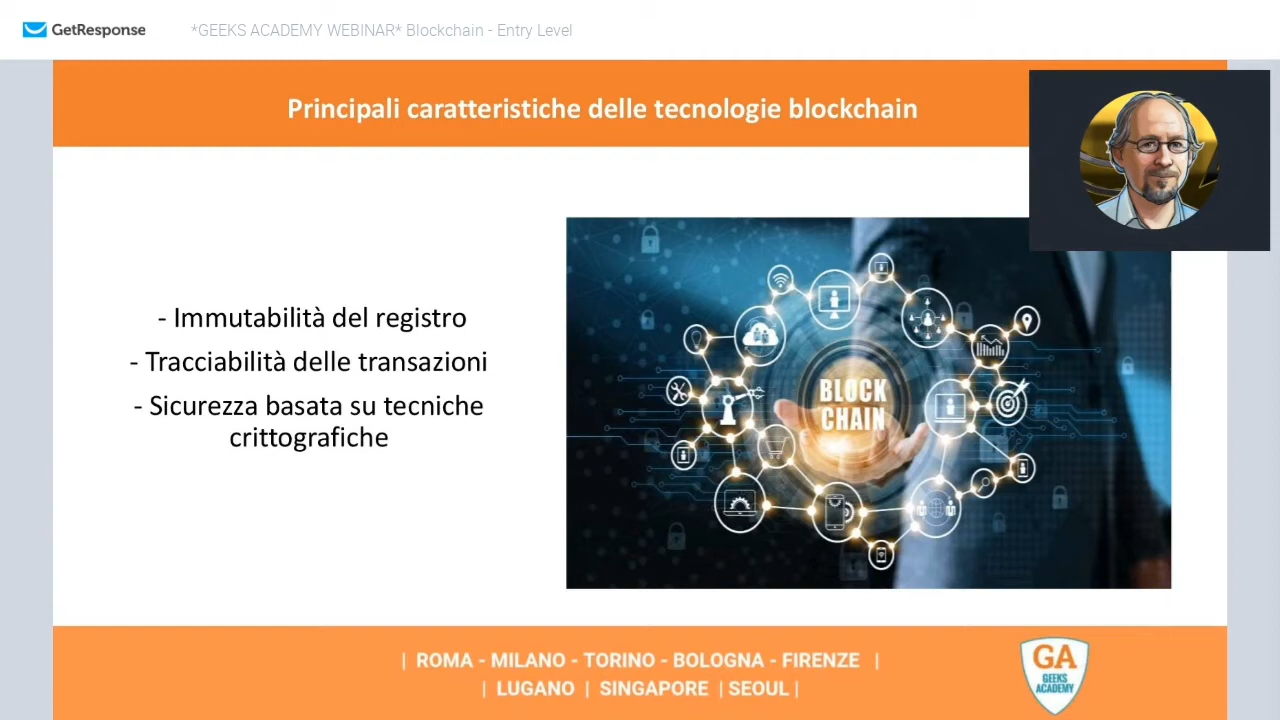 GetResponse
*GEEKS ACADEMY WEBINAR* Blockchain - Entry Level
Principali caratteristiche delle tecnologie blockchain
- Immutabilità del registro
- Tracciabilità delle transazioni
- Sicurezza basata su tecniche
crittografiche
BLOCK
CHAIN
| ROMA - MILANO - TORINO - BOLOGNA - FIRENZE |
| LUGANO | SINGAPORE | SEOUL |
GA
GEEKS
ACADEMY